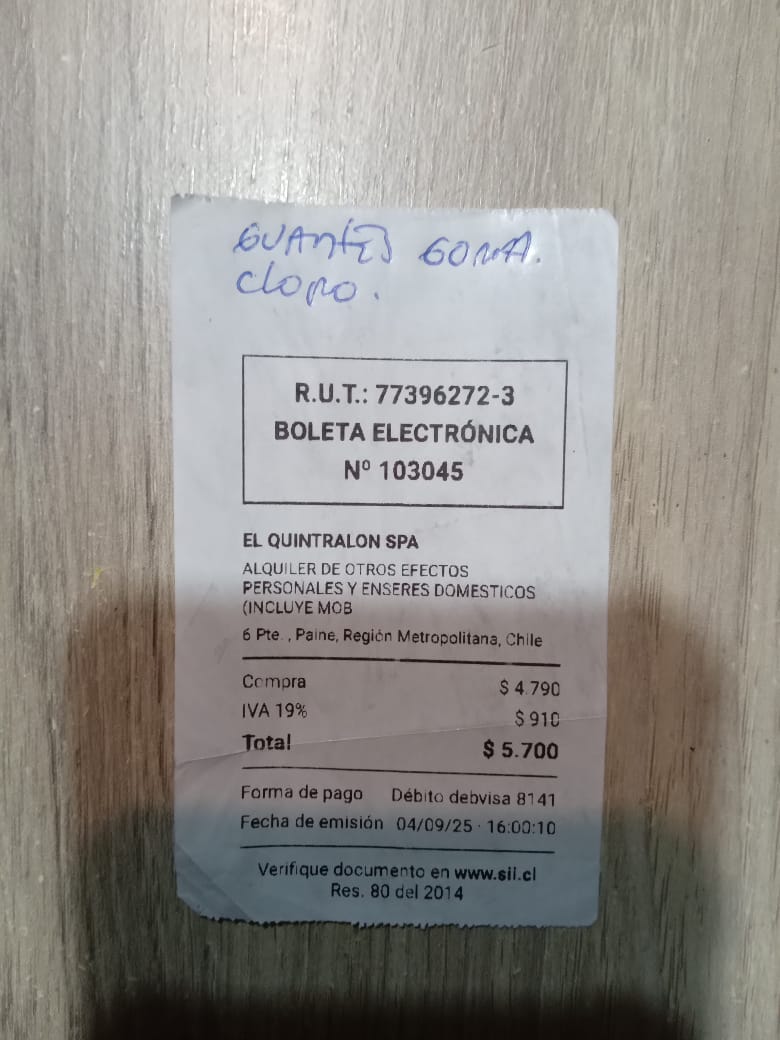 GUANTES GOMA.
Cloro.
R.U.T.: 77396272-3
BOLETA ELECTRÓNICA
Nº 103045
EL QUINTRALON SPA
ALQUILER DE OTROS EFECTOS
PERSONALES Y ENSERES DOMESTICOS
(INCLUYE MOB
6 Pte. , Paine, Región Metropolitana, Chile
Compra $ 4.790
IVA 19% $ 910
Total $ 5.700
Forma de pago Débito debvisa 8141
Fecha de emisión 04/09/25 · 16:00:10
Verifique documento en www.sii.cl
Res. 80 del 2014